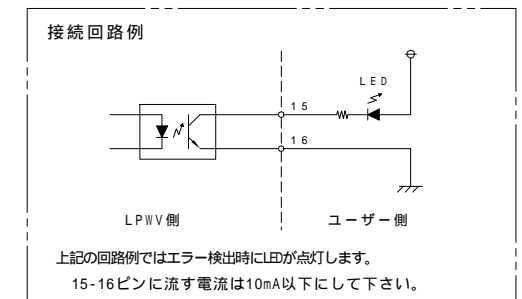 接続回路例
LED
15
16
LPWV側
ユーザー側
上記の回路例ではエラー検出時にLEDが点灯します。
15-16ピンに流す電流は10mA以下にして下さい。